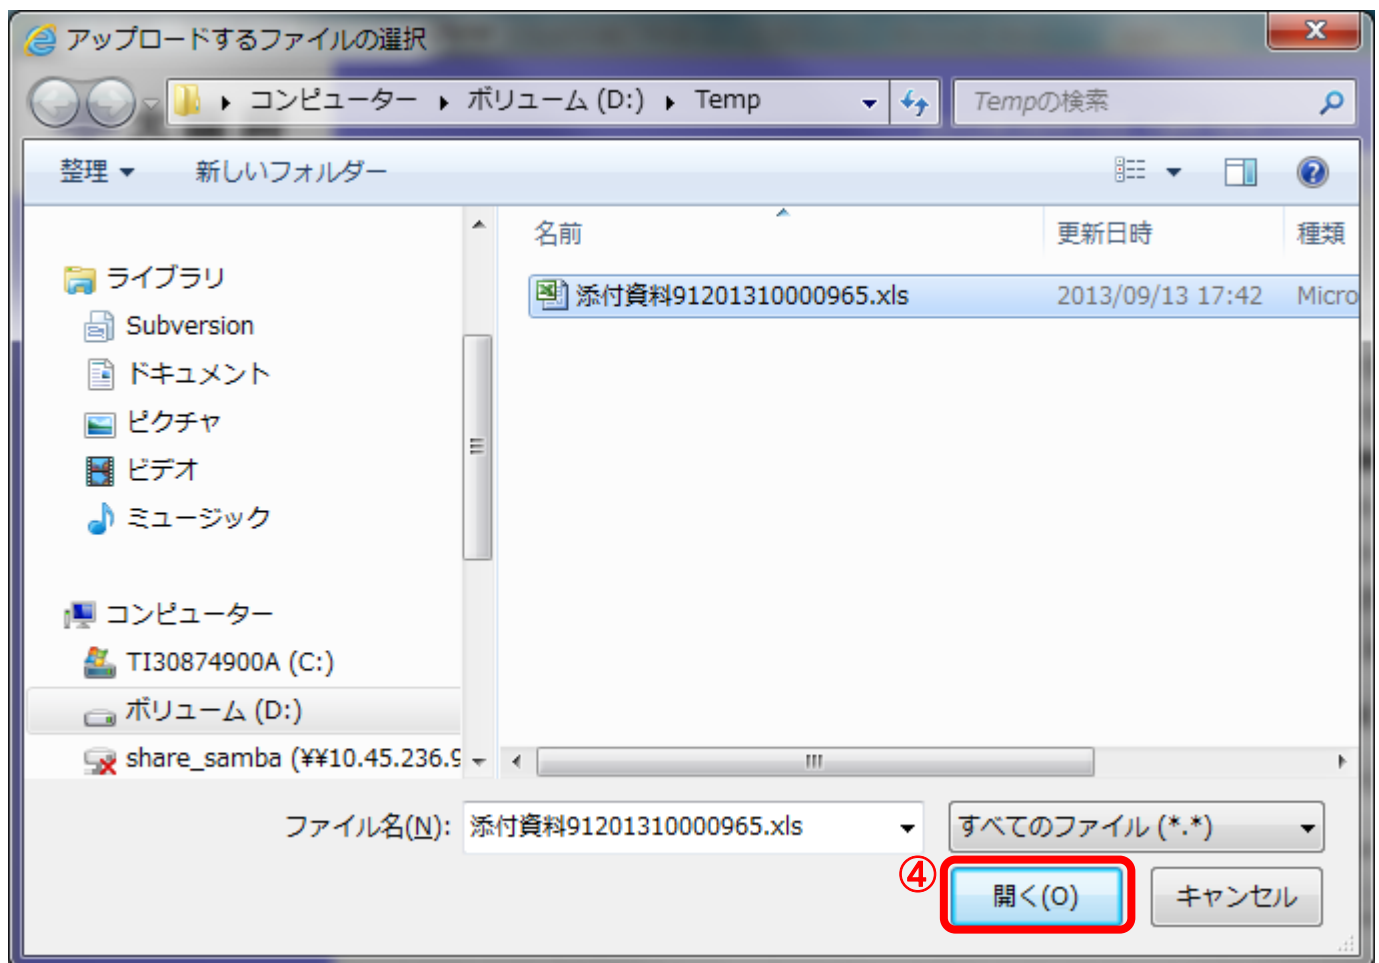 アップロードするファイルの選択
コンピューター ボリューム (D:) Temp
Tempの検索
整理 新しいフォルダー
名前 更新日時 種類
添付資料91201310000965.xls 2013/09/13 17:42 Micro
ライブラリ
Subversion
ドキュメント
ピクチャ
ビデオ
ミュージック
コンピューター
TI30874900A (C:)
ボリューム (D:)
share_samba (¥¥10.45.236.9
ファイル名(N): 添付資料91201310000965.xls すべてのファイル (*.*)
④ 開く(O) キャンセル